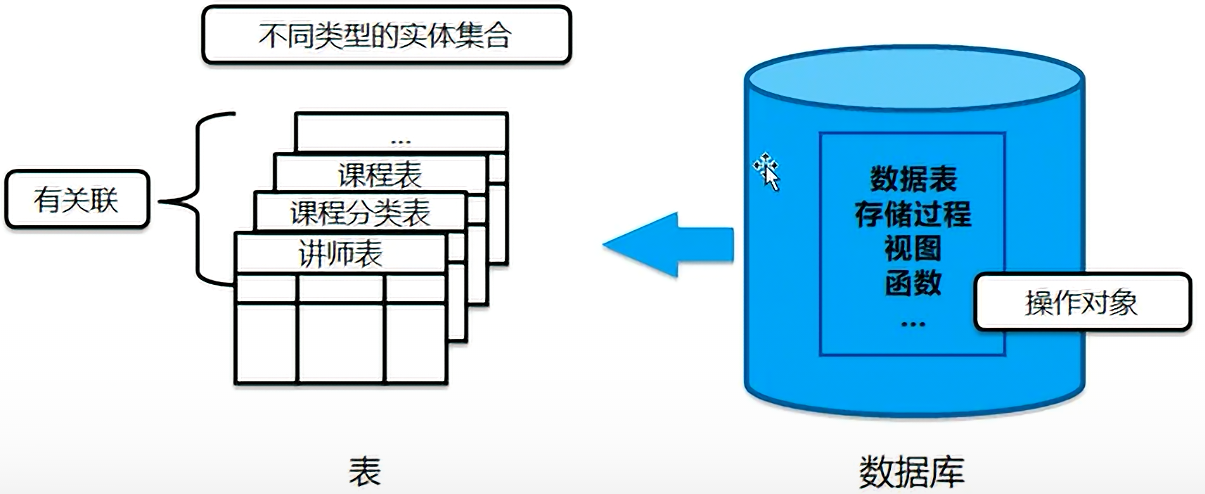 不同类型的实体集合
...
课程表
课程分类表
讲师表
有关联
表
数据表
存储过程
视图
函数
...
操作对象
数据库